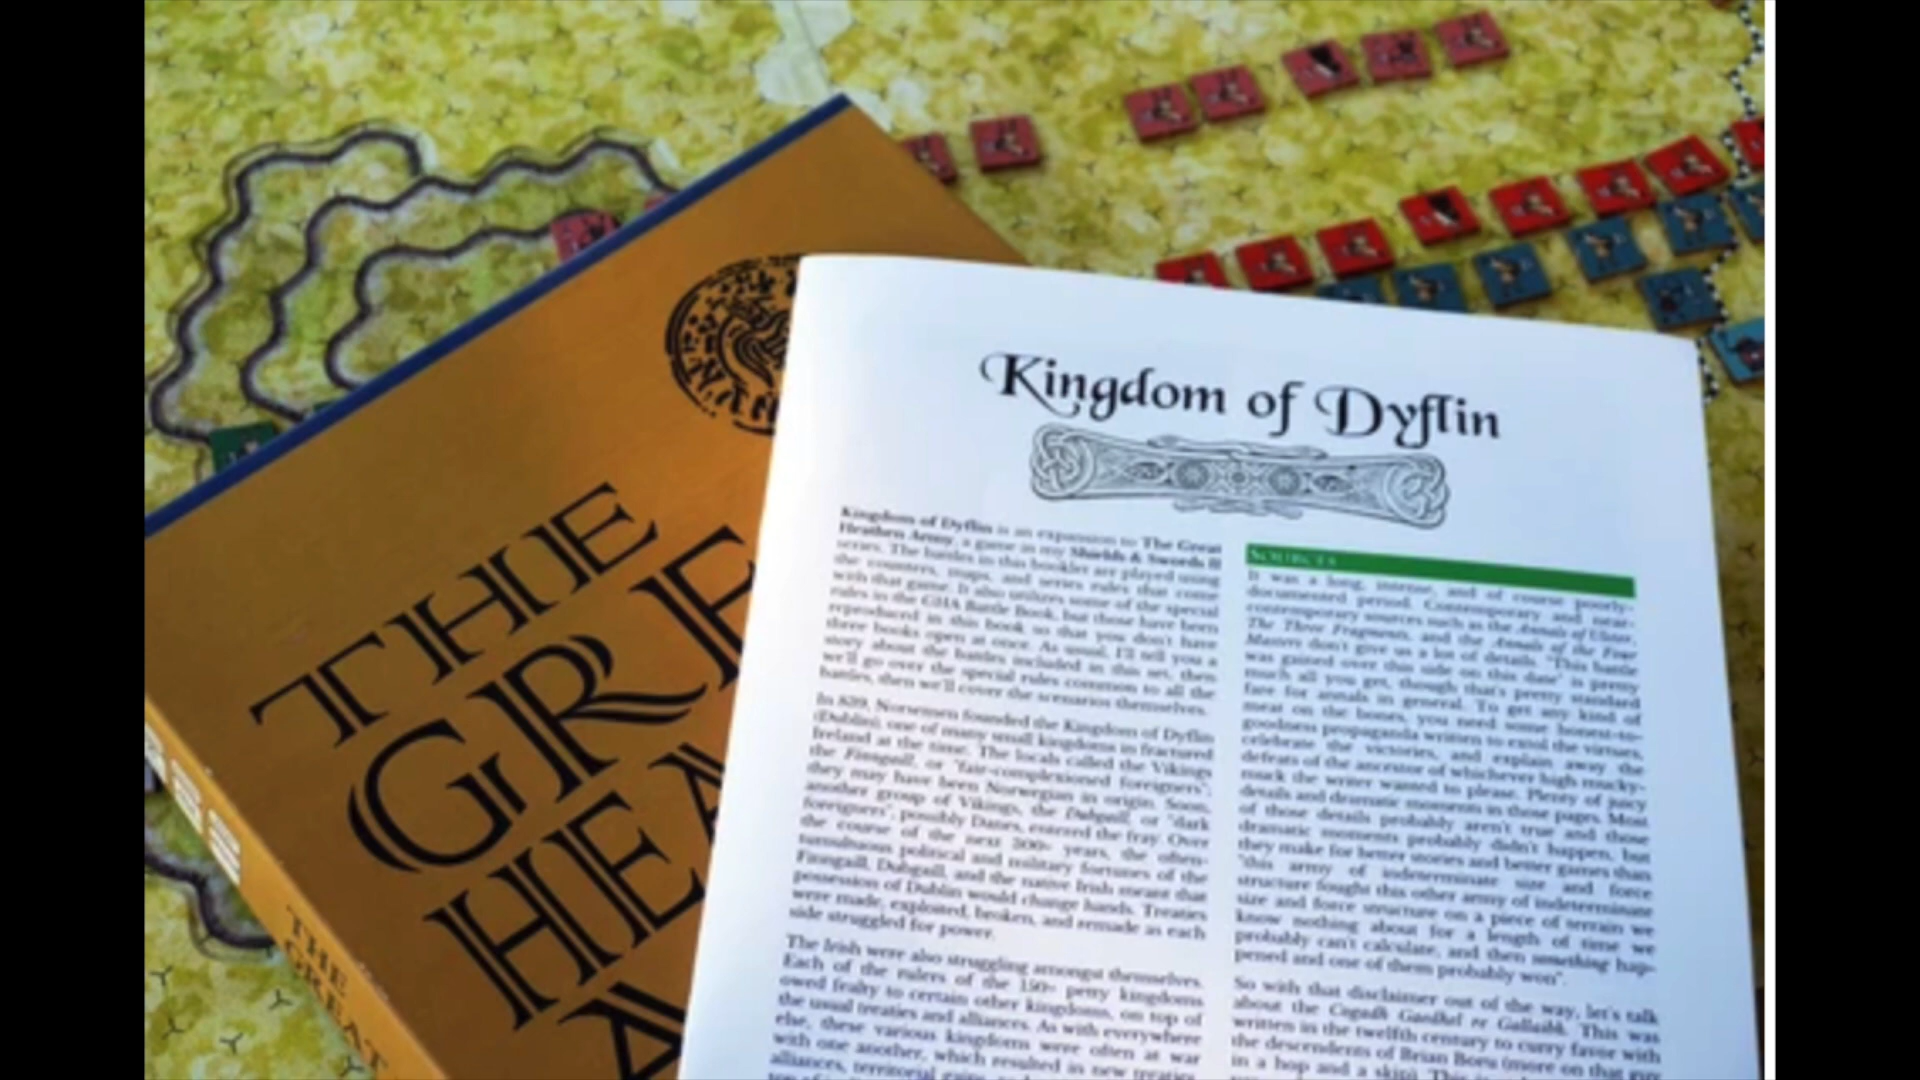 THE
GRE
HEA
A
THE
GREAT
Kingdom of Dyflin
Kingdom of Dyflin is an expansion to The Great
Heathen Army, a game in my Shields & Swords II
series. The battles in this booklet are played using
the counters, maps, and series rules that come
with that game. It also utilizes some of the special
rules in the GHA Battle Book, but those have been
reproduced in this book so that you don't have
three books open at once. As usual, I'll tell you a
story about the battles included in this set, then
we'll go over the special rules common to all the
battles, then we'll cover the scenarios themselves.
In 839, Norsemen founded the Kingdom of Dyflin
(Dublin), one of many small kingdoms in fractured
Ireland at the time. The locals called the Vikings
the Finngaill, or "fair-complexioned foreigners";
they may have been Norwegian in origin. Soon,
another group of Vikings, the Dubgaill, or "dark
foreigners", possibly Danes, entered the fray. Over
the course of the next 200+ years, the often-
tumultuous political and military fortunes of the
Finngaill, Dubgaill, and the native Irish meant that
possession of Dublin would change hands. Treaties
were made, exploited, broken, and remade as each
side struggled for power.
The Irish were also struggling amongst themselves.
Each of the rulers of the 150+ petty kingdoms
owed fealty to certain other kingdoms, on top of
the usual treaties and alliances. As with everywhere
else, these various kingdoms were often at war
with one another, which resulted in new treaties,
alliances, territorial gains,
SOURCES
It was a long, intense, and of course poorly-
documented period. Contemporary and near-
contemporary sources such as the Annals of Ulster,
The Three Fragments, and the Annals of the Four
Masters don't give us a lot of details. "This battle
was gained over this side on this date" is pretty
much all you get, though that's pretty standard
fare for annals in general. To get any kind of
meat on the bones, you need some honest-to-
goodness propaganda written to extol the virtues,
celebrate the victories, and explain away the
defeats of the ancestor of whichever high mucky-
muck the writer wanted to please. Plenty of juicy
details and dramatic moments in those pages. Most
of those details probably aren't true and those
dramatic moments probably didn't happen, but
they make for better stories and better games than
"this army of indeterminate size and force
structure fought this other army of indeterminate
size and force structure on a piece of terrain we
know nothing about for a length of time we
probably can't calculate, and then something hap-
pened and one of them probably won".
So with that disclaimer out of the way, let's talk
about the Cogadh Gaedhel re Gallaibh. This was
written in the twelfth century to curry favor with
the descendents of Brian Boru (more on that guy
in a hop and a skip). This